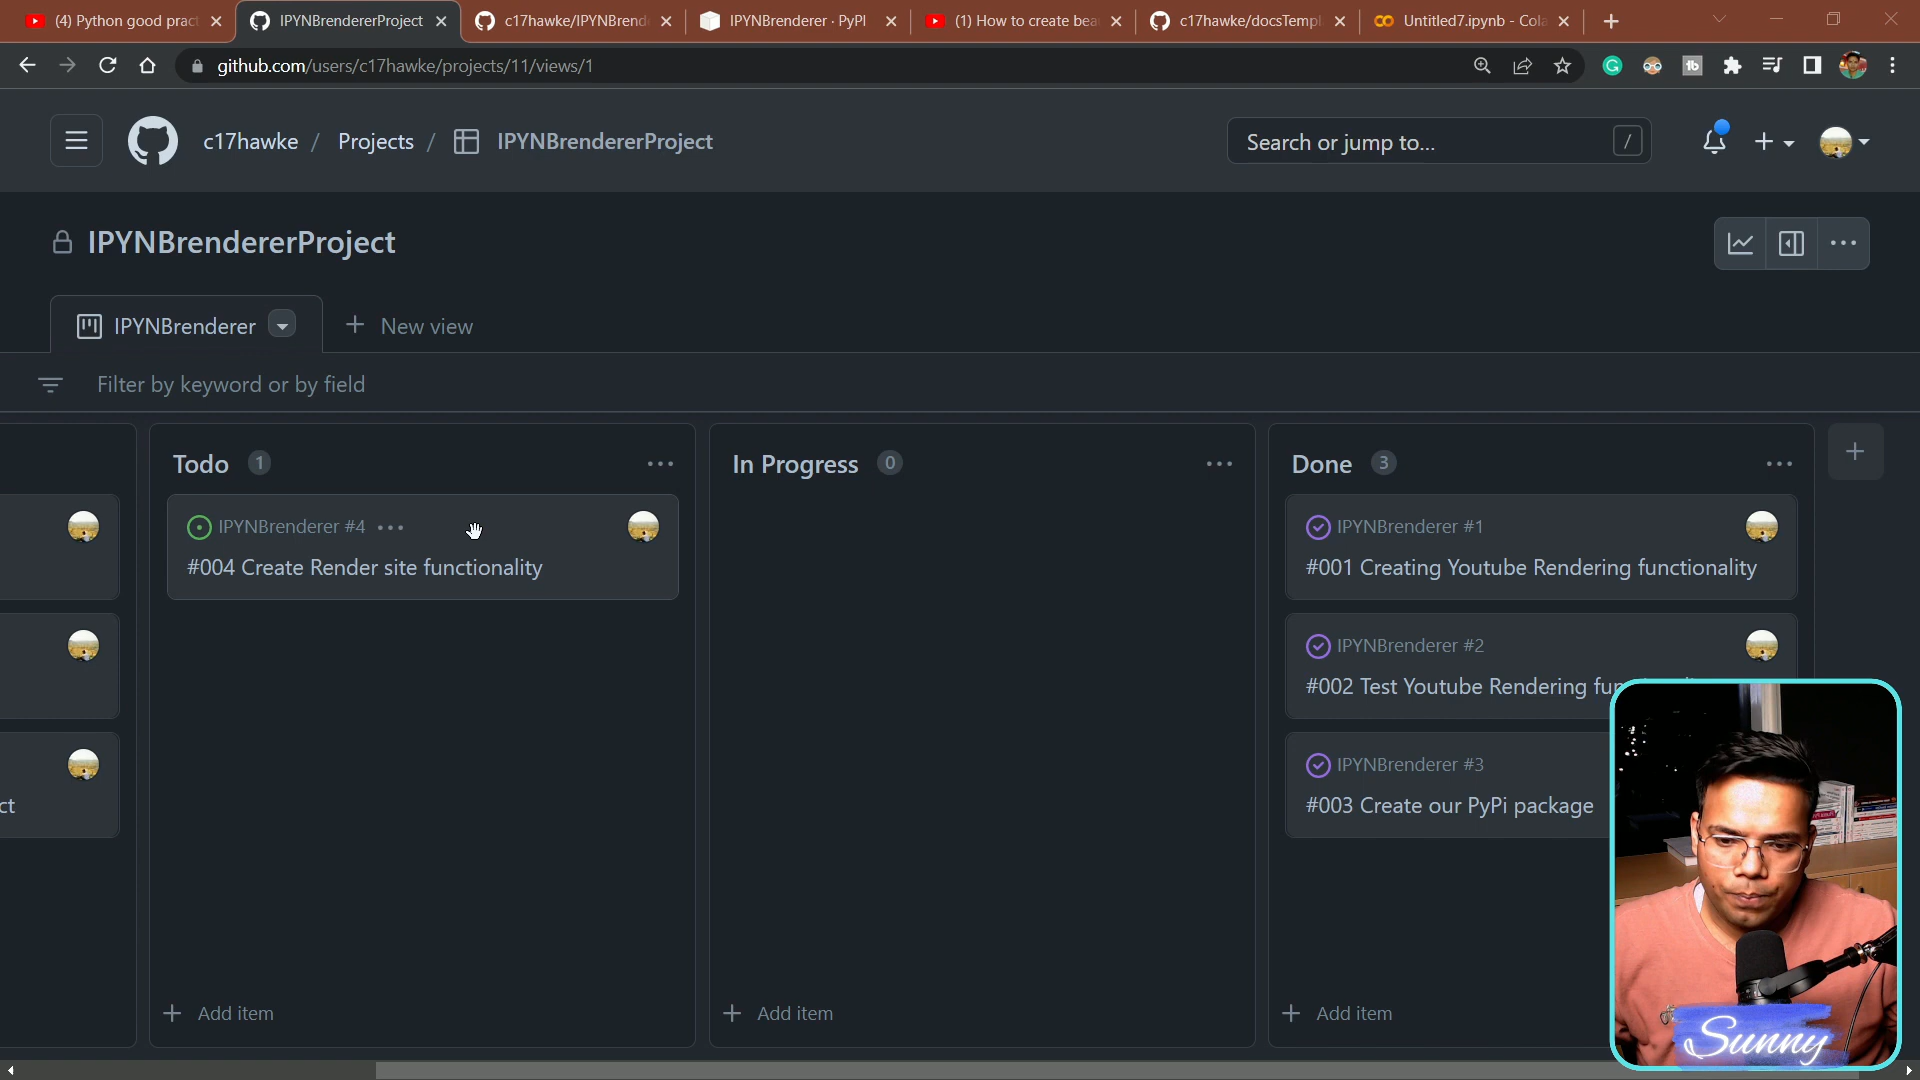 (4) Python good pract
IPYNBrendererProject
c17hawke/IPYNBrend
IPYNBrenderer · PyPI
(1) How to create bea
c17hawke/docsTempl
Untitled7.ipynb - Cola
github.com/users/c17hawke/projects/11/views/1
c17hawke / Projects / IPYNBrendererProject
Search or jump to... /
IPYNBrendererProject
IPYNBrenderer
New view
Filter by keyword or by field
ct
Todo 1
IPYNBrenderer #4
#004 Create Render site functionality
Add item
In Progress 0
Add item
Done 3
IPYNBrenderer #1
#001 Creating Youtube Rendering functionality
IPYNBrenderer #2
#002 Test Youtube Rendering
IPYNBrenderer #3
#003 Create our PyPi package
Add item
Sunny